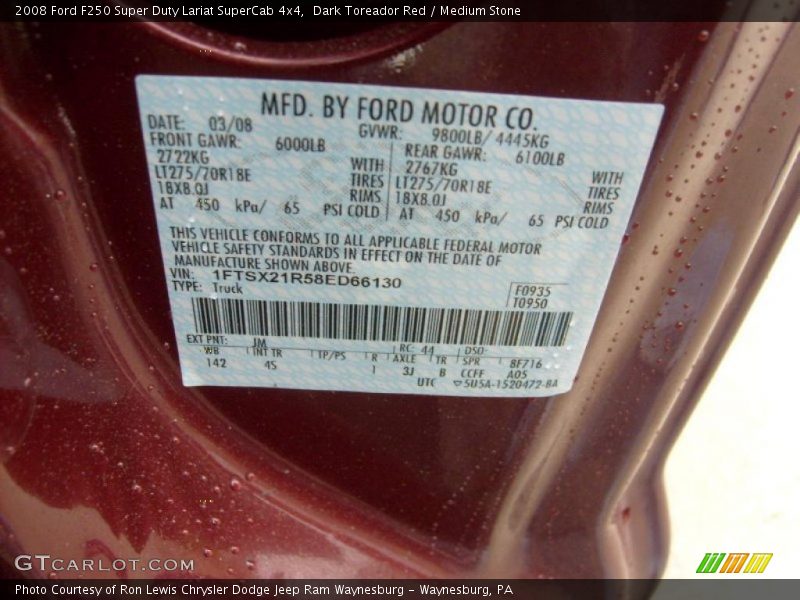 2008 Ford F250 Super Duty Lariat SuperCab 4x4, Dark Toreador Red / Medium Stone
MFD. BY FORD MOTOR CO.
DATE: 03/08 GVWR: 9800LB/ 4445KG
FRONT GAWR: 6000LB REAR GAWR: 6100LB
2722KG WITH 2767KG WITH
LT275/70R18E TIRES LT275/70R18E TIRES
18X8.0J RIMS 18X8.0J RIMS
AT 450 kPa/ 65 PSI COLD AT 450 kPa/ 65 PSI COLD
THIS VEHICLE CONFORMS TO ALL APPLICABLE FEDERAL MOTOR
VEHICLE SAFETY STANDARDS IN EFFECT ON THE DATE OF
MANUFACTURE SHOWN ABOVE.
VIN: 1FTSX21R58ED66130
TYPE: Truck F0935
T0950
EXT PNT: JM RC: 44 DSO:
WB INT TR TP/PS R AXLE TR SPR 8F716
142 4S 1 3J B CCFF A05
UTC ▽5U5A-1520472-BA
GTCARLOT.COM
Photo Courtesy of Ron Lewis Chrysler Dodge Jeep Ram Waynesburg - Waynesburg, PA